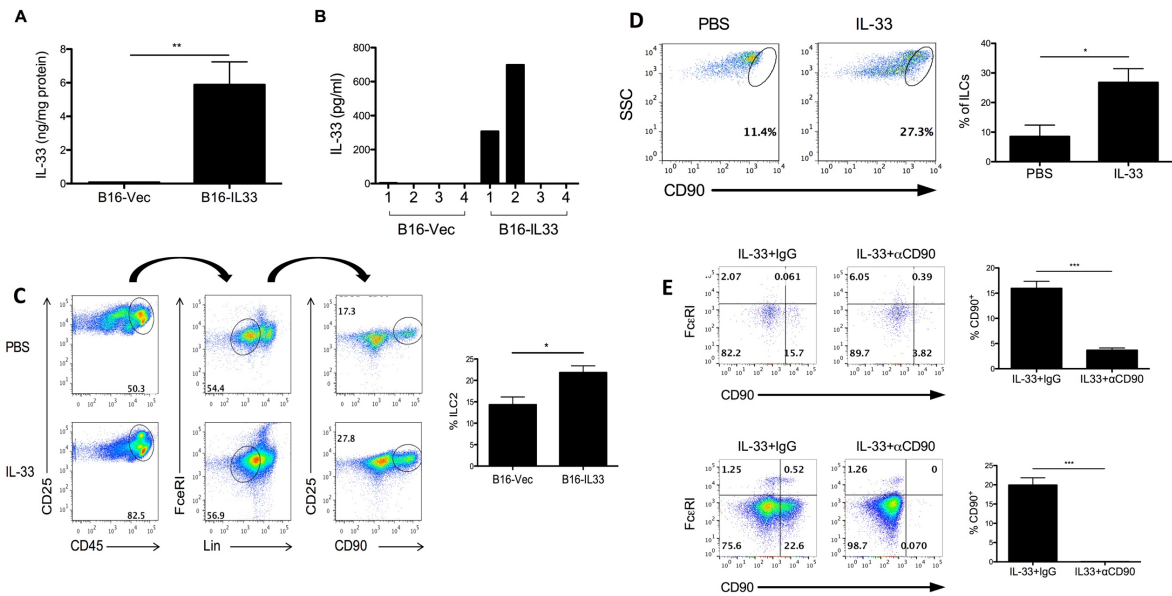 A
IL-33 (ng/mg protein)
8
6
4
2
0
**
B16-Vec
B16-IL33
B
IL-33 (pg/ml)
800
600
400
200
0
1 2 3 4 1 2 3 4
B16-Vec
B16-IL33
C
PBS
IL-33
50.3
54.4
17.3
82.5
56.9
27.8
CD25
FceRI
CD25
CD45
Lin
CD90
% ILC2
25
20
15
10
5
0
*
B16-Vec
B16-IL33
D
PBS
IL-33
SSC
11.4%
27.3%
CD90
% of ILCs
40
30
20
10
0
*
PBS
IL-33
E
IL-33+IgG
IL-33+αCD90
FcεRI
2.07 0.061
82.2 15.7
6.05 0.39
89.7 3.82
CD90
% CD90⁺
20
15
10
5
0
***
IL-33+IgG
IL33+αCD90
IL-33+IgG
IL-33+αCD90
FcεRI
1.25 0.52
75.6 22.6
1.26 0
98.7 0.070
CD90
% CD90⁺
25
20
15
10
5
0
***
IL-33+IgG
IL33+αCD90